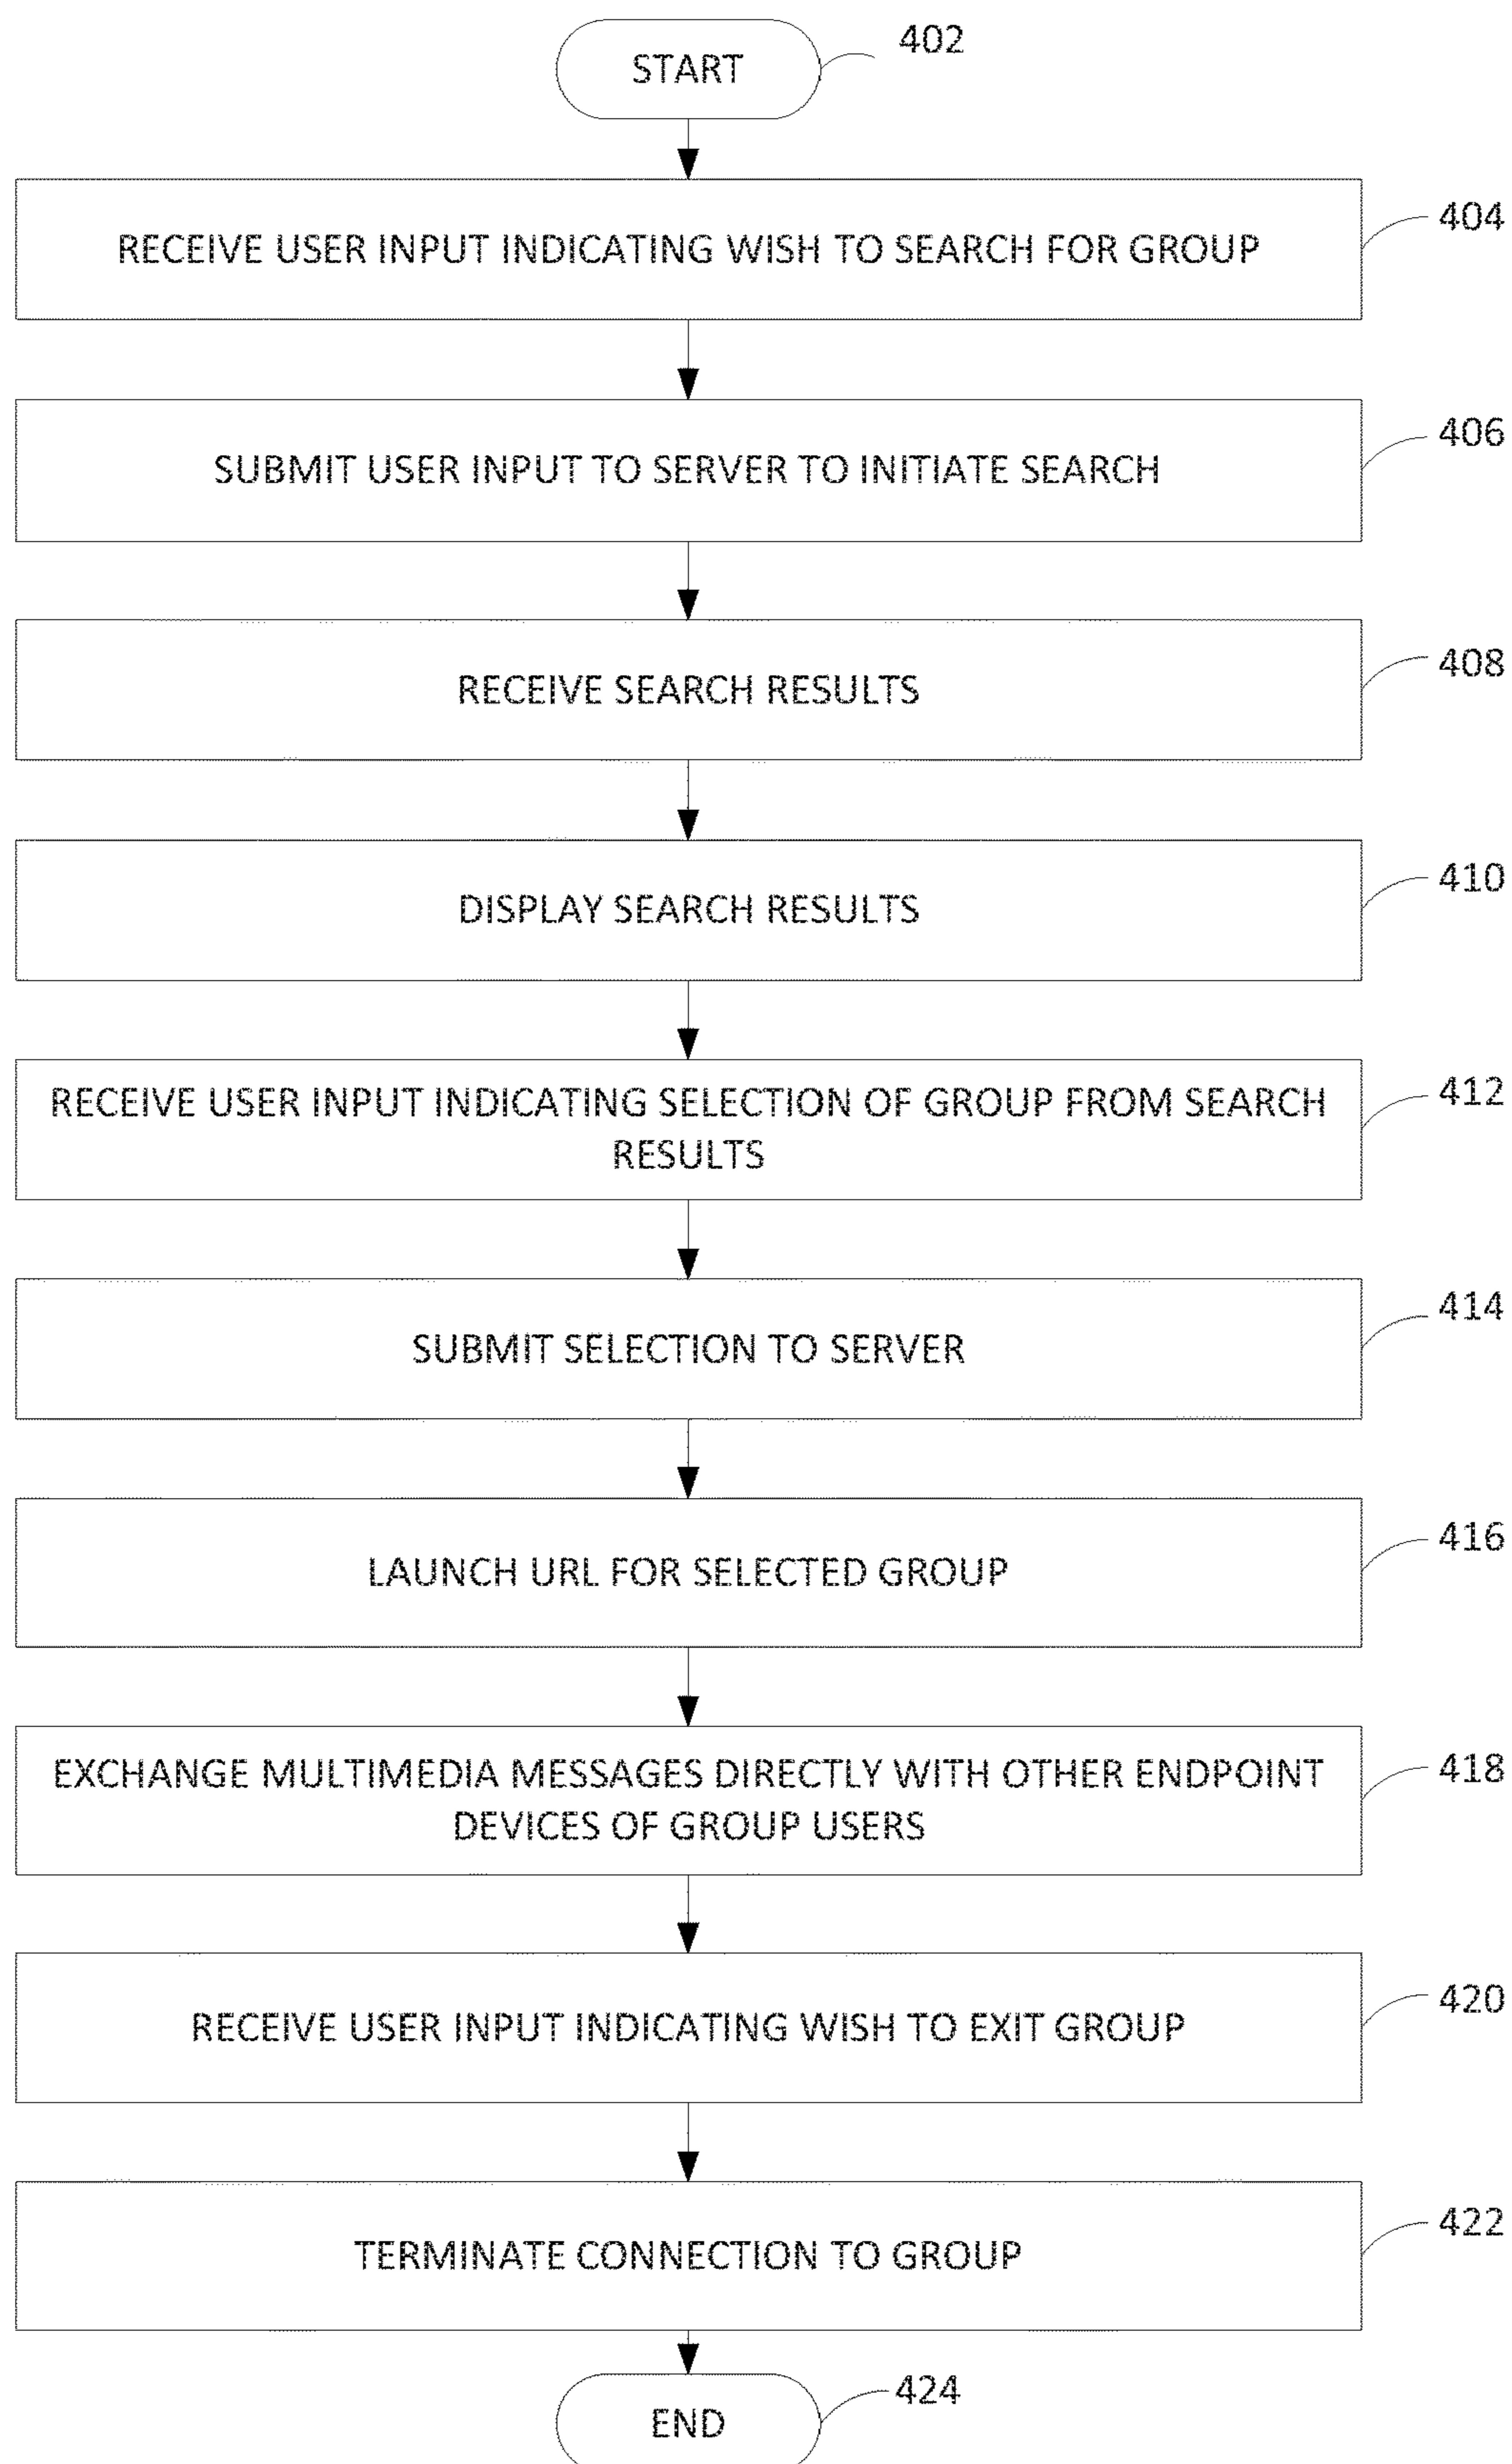 START
402
RECEIVE USER INPUT INDICATING WISH TO SEARCH FOR GROUP
404
SUBMIT USER INPUT TO SERVER TO INITIATE SEARCH
406
RECEIVE SEARCH RESULTS
408
DISPLAY SEARCH RESULTS
410
RECEIVE USER INPUT INDICATING SELECTION OF GROUP FROM SEARCH
RESULTS
412
SUBMIT SELECTION TO SERVER
414
LAUNCH URL FOR SELECTED GROUP
416
EXCHANGE MULTIMEDIA MESSAGES DIRECTLY WITH OTHER ENDPOINT
DEVICES OF GROUP USERS
418
RECEIVE USER INPUT INDICATING WISH TO EXIT GROUP
420
TERMINATE CONNECTION TO GROUP
422
END
424